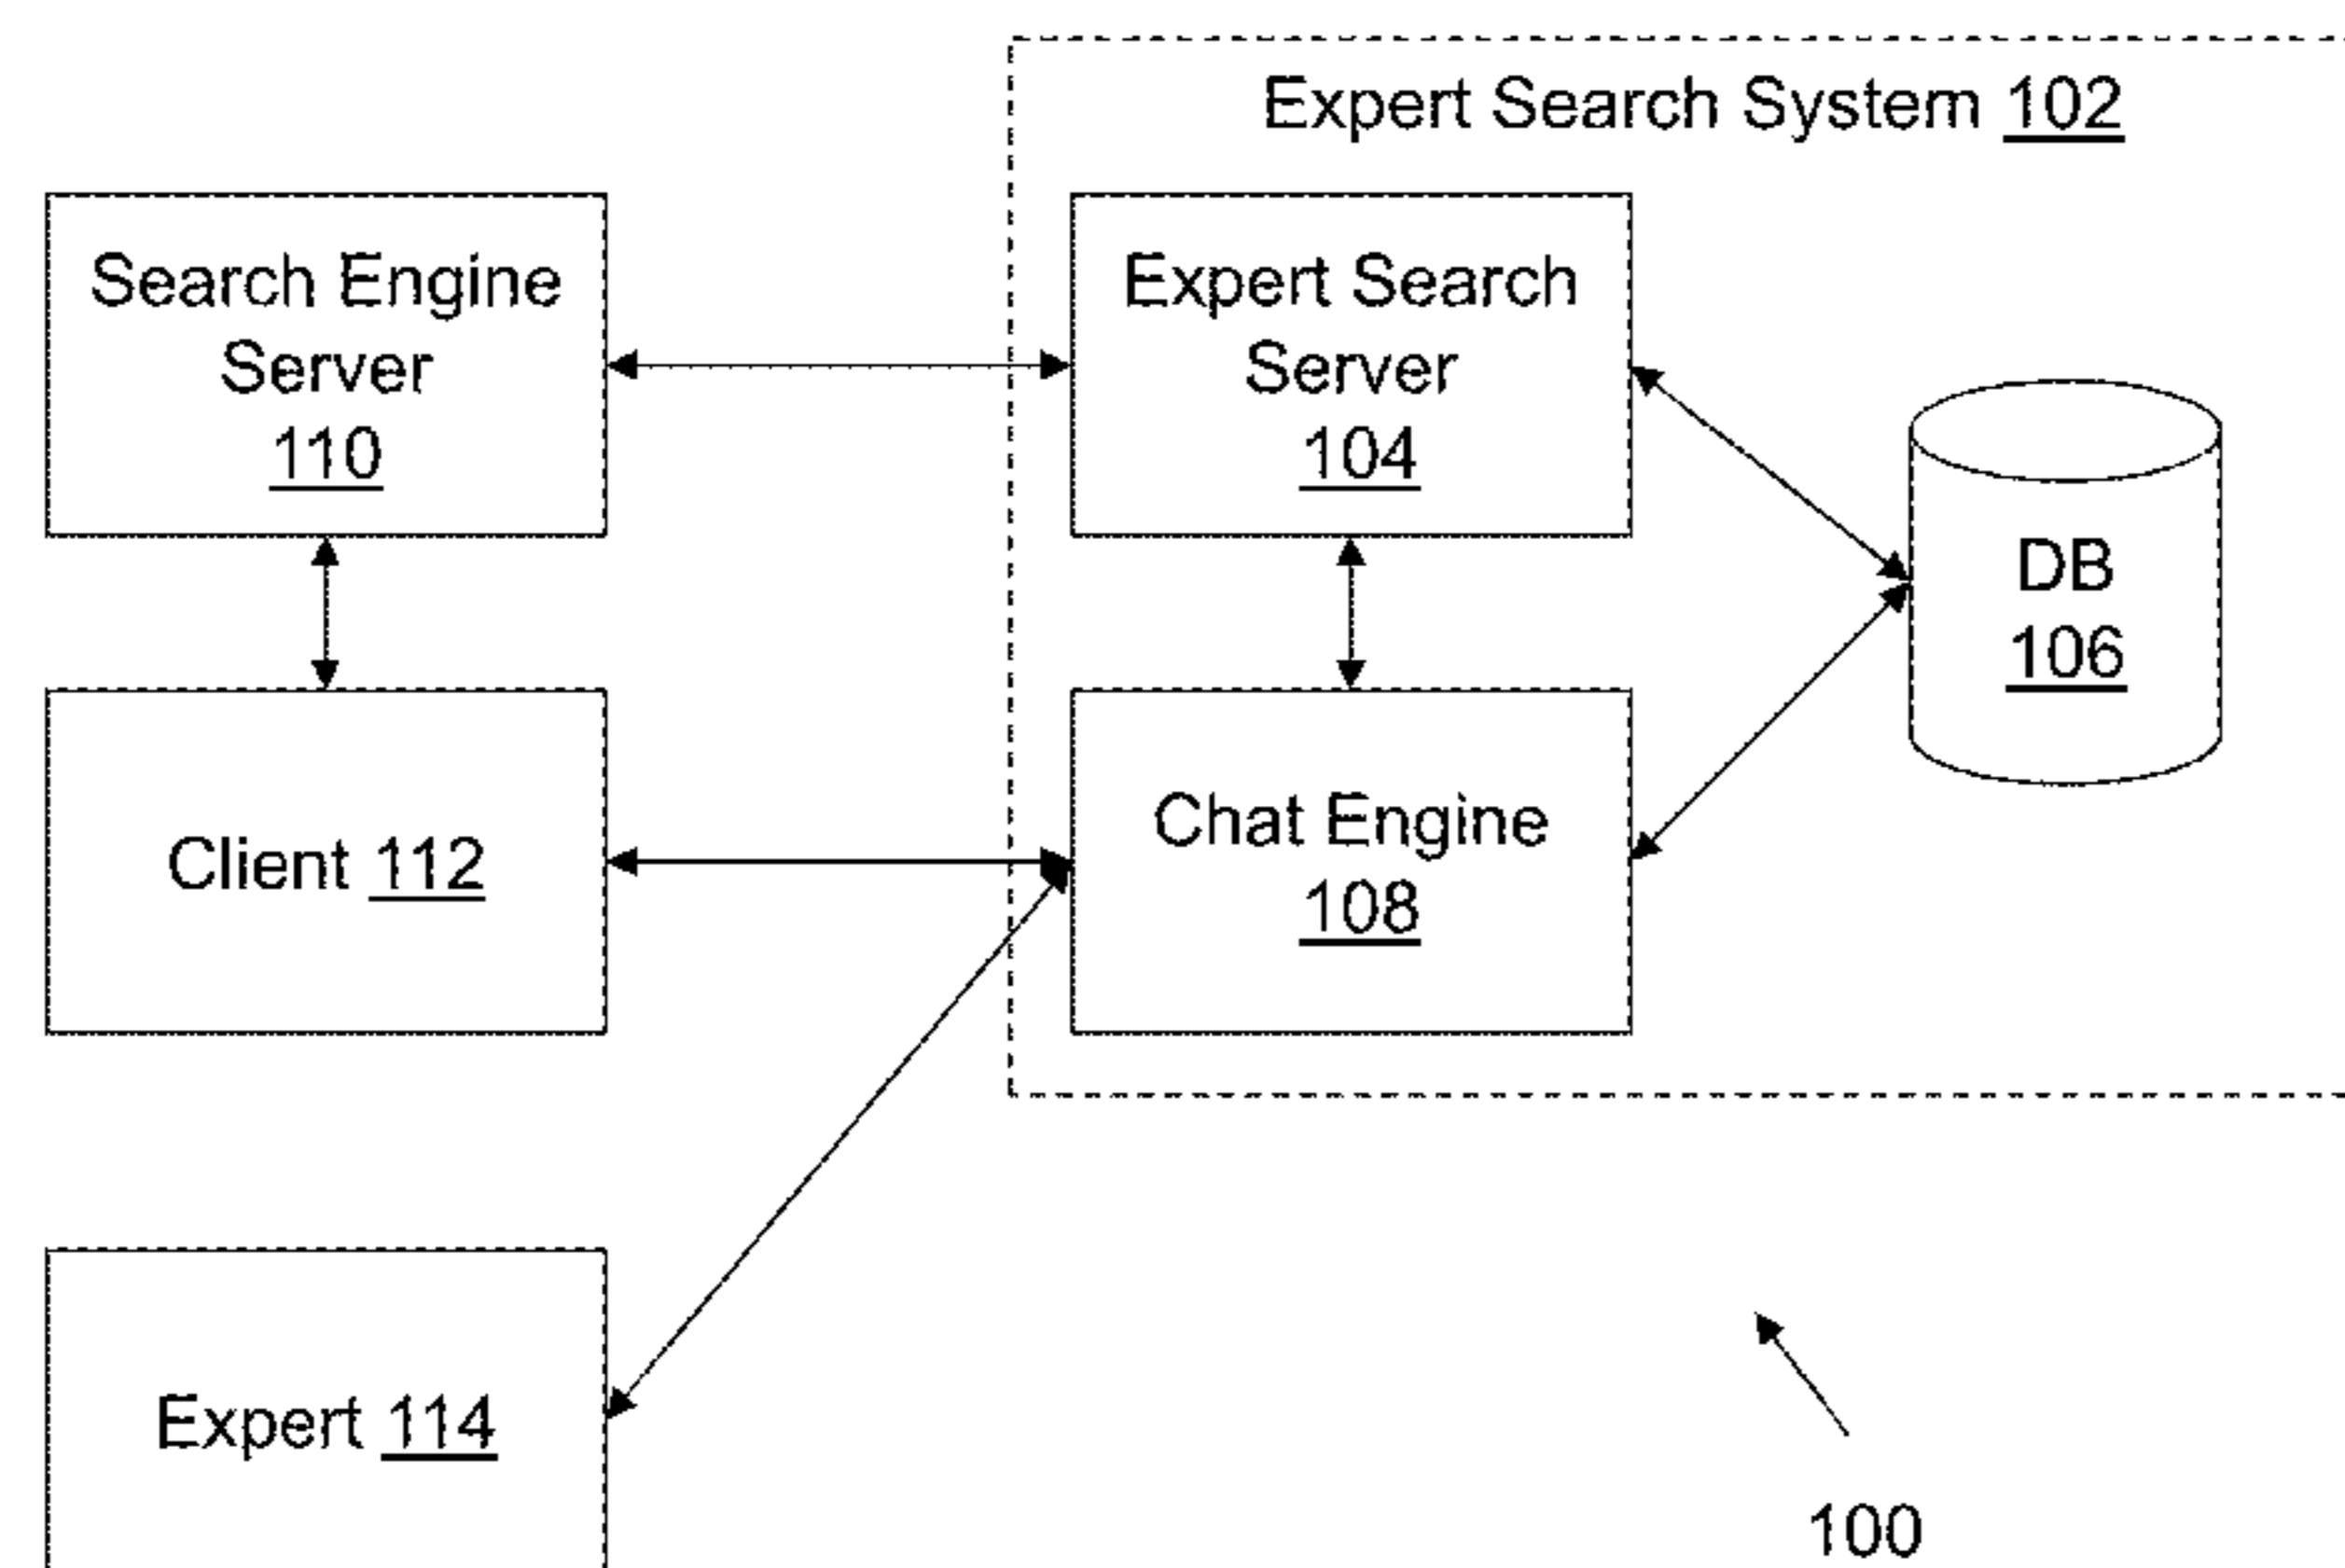 Expert Search System 102
Search Engine
Server
110
Expert Search
Server
104
DB
106
Client 112
Chat Engine
108
Expert 114
100